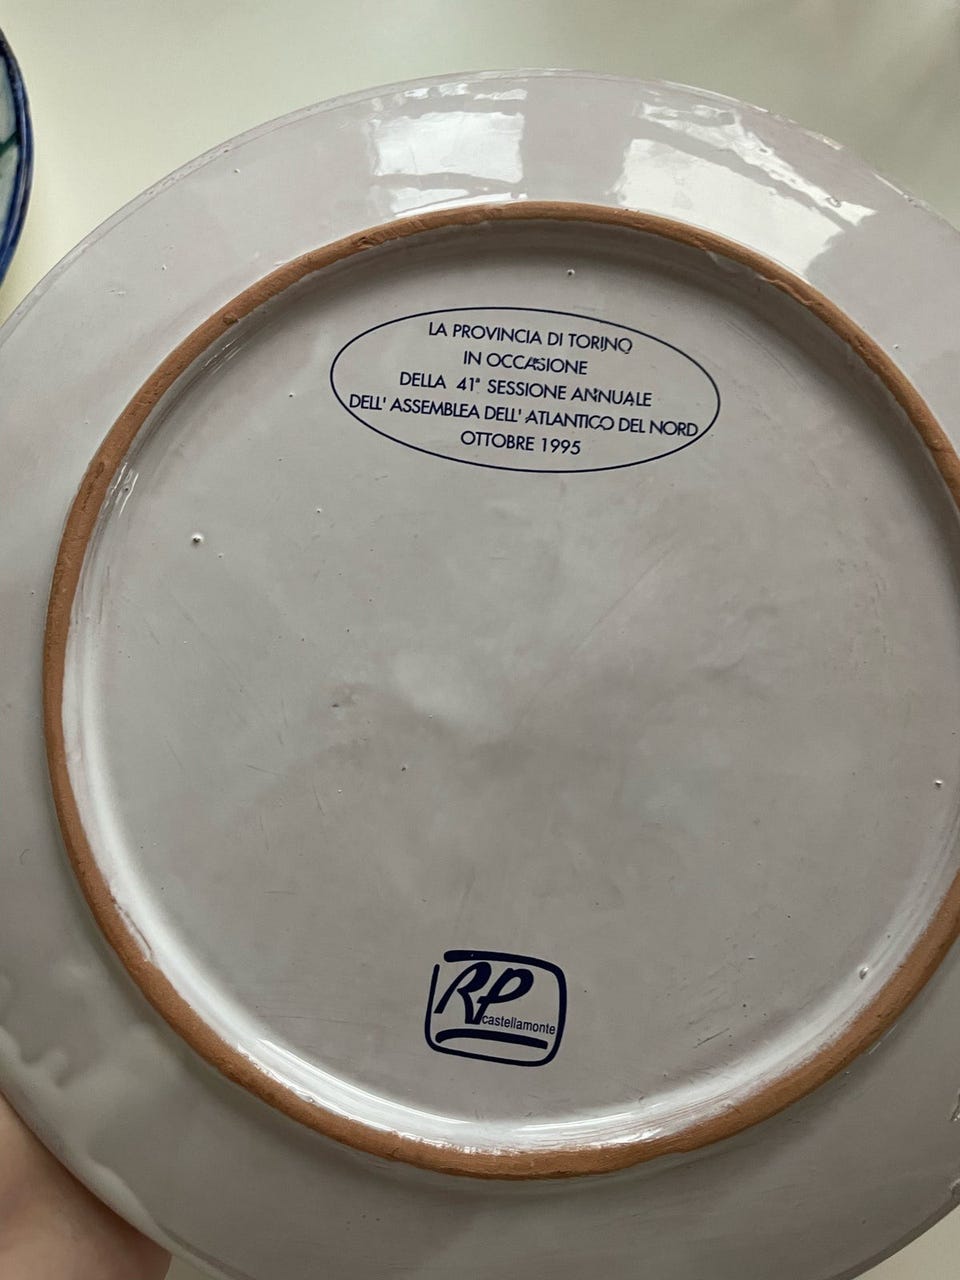 LA PROVINCIA DI TORINO
IN OCCASIONE
DELLA 41ª SESSIONE ANNUALE
DELL' ASSEMBLEA DELL' ATLANTICO DEL NORD
OTTOBRE 1995
RP
castellamonte